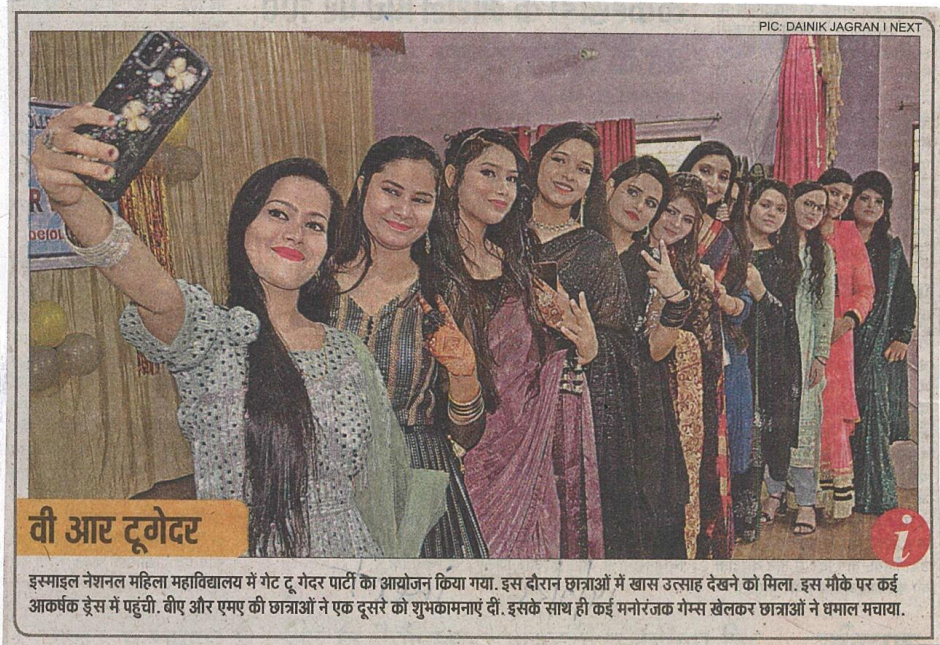 PIC: DAINIK JAGRAN I NEXT
वी आर टूगेदर
i
इस्माइल नेशनल महिला महाविद्यालय में गेट टू गेदर पार्टी का आयोजन किया गया. इस दौरान छात्राओं में खास उत्साह देखने को मिला. इस मौके पर कई
आकर्षक ड्रेस में पहुंची. बीए और एमए की छात्राओं ने एक दूसरे को शुभकामनाएं दीं. इसके साथ ही कई मनोरंजक गेम्स खेलकर छात्राओं ने धमाल मचाया.